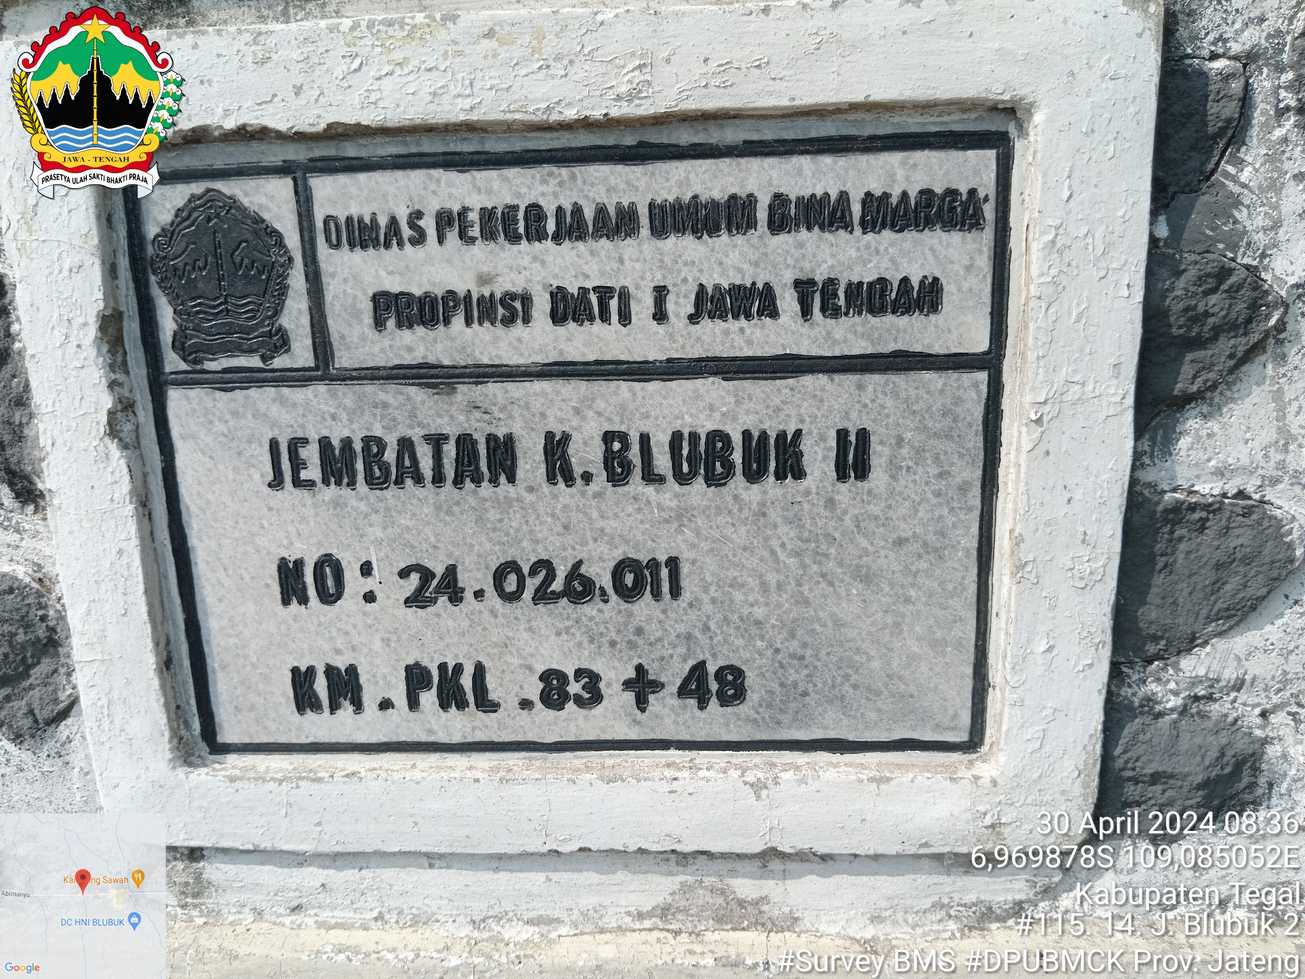 JAWA - TENGAH
PRASETYA ULAH SAKTI BHAKTI PRAJA
DINAS PEKERJAAN UMUM BINA MARGA
PROPINSI DATI I JAWA TENGAH
JEMBATAN K.BLUBUK II
NO: 24.026.011
KM.PKL.83+48
30 April 2024 08:36
6,969878S 109,085052E
Kabupaten Tegal
#115. 14. J. Blubuk 2
#Survey BMS #DPUBMCK Prov. Jateng
Sawah
Abimanyu
DC HNI BLUBUK
Google